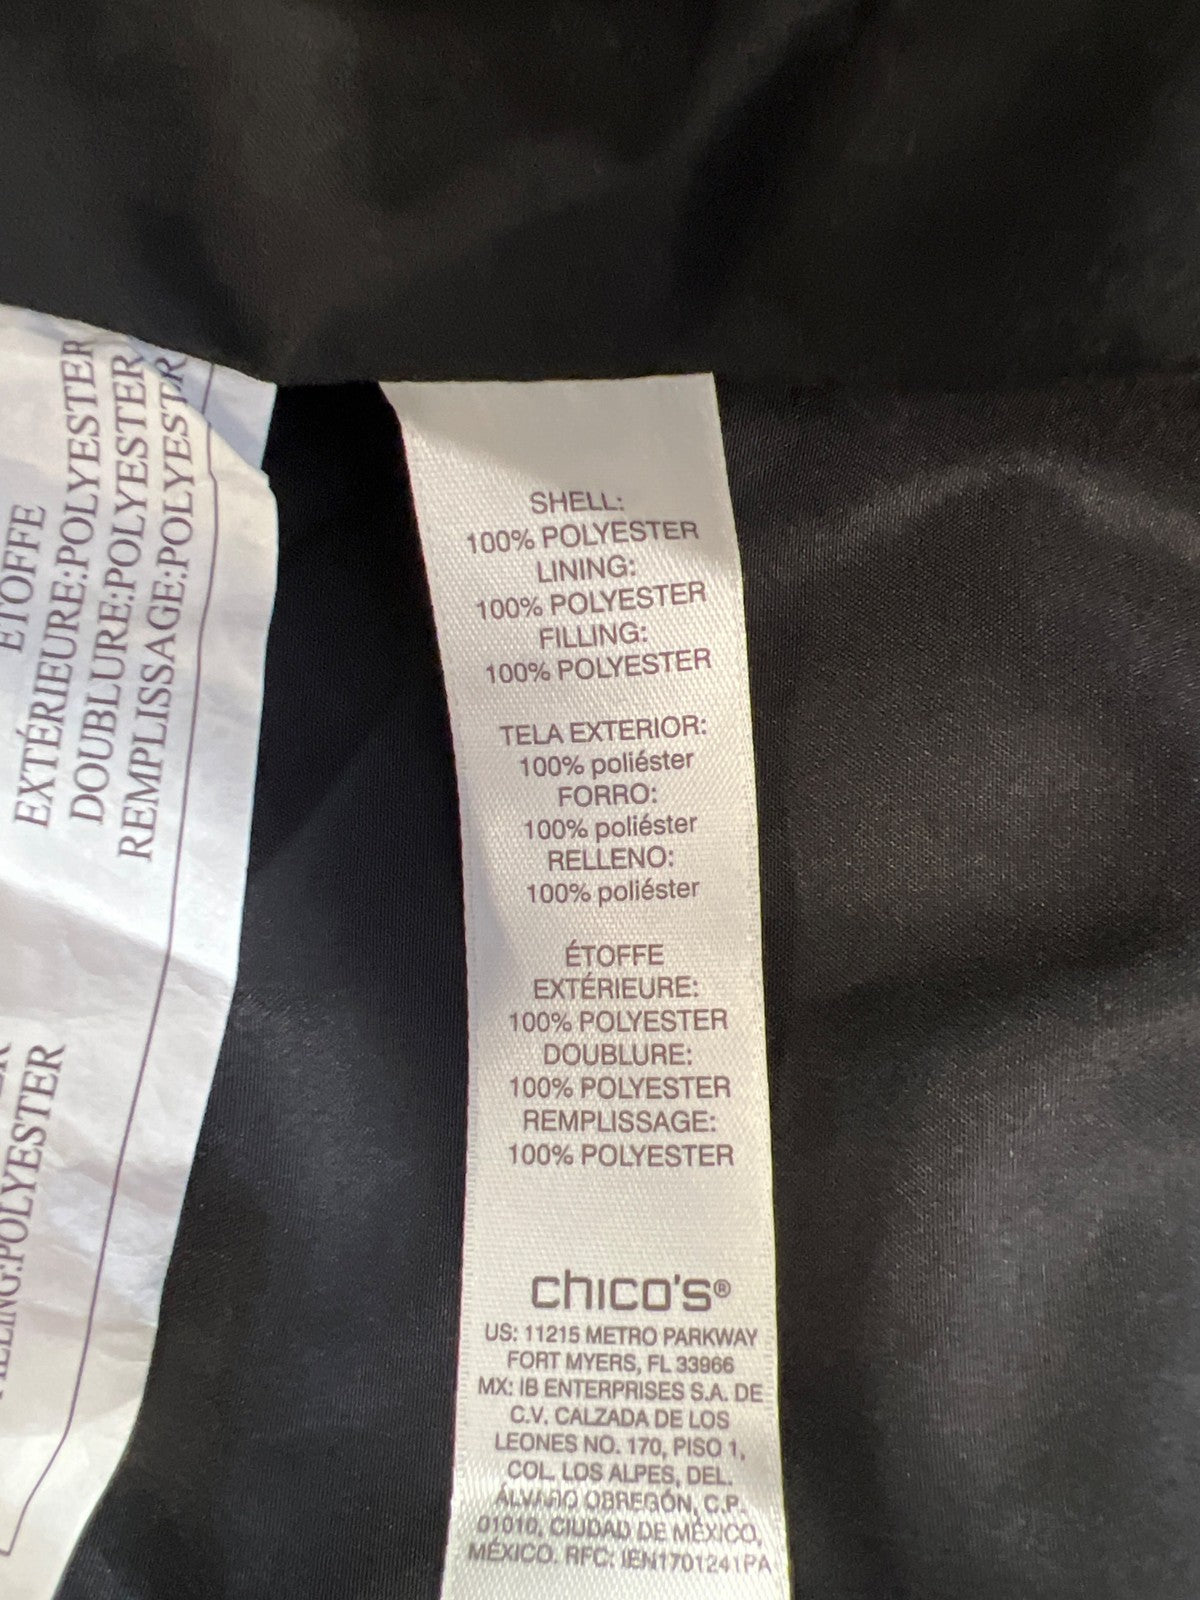 ÉTOFFE
EXTÉRIEURE:POLYESTER
DOUBLURE:POLYESTER
REMPLISSAGE:POLYESTER
POLYESTER
SHELL:
100% POLYESTER
LINING:
100% POLYESTER
FILLING:
100% POLYESTER
TELA EXTERIOR:
100% poliéster
FORRO:
100% poliéster
RELLENO:
100% poliéster
ÉTOFFE
EXTÉRIEURE:
100% POLYESTER
DOUBLURE:
100% POLYESTER
REMPLISSAGE:
100% POLYESTER
chico's®
US: 11215 METRO PARKWAY
FORT MYERS, FL 33966
MX: IB ENTERPRISES S.A. DE
C.V. CALZADA DE LOS
LEONES NO. 170, PISO 1,
COL. LOS ALPES, DEL.
ÁLVARO OBREGÓN, C.P.
01010, CIUDAD DE MÉXICO,
MÉXICO. RFC: IEN1701241PA